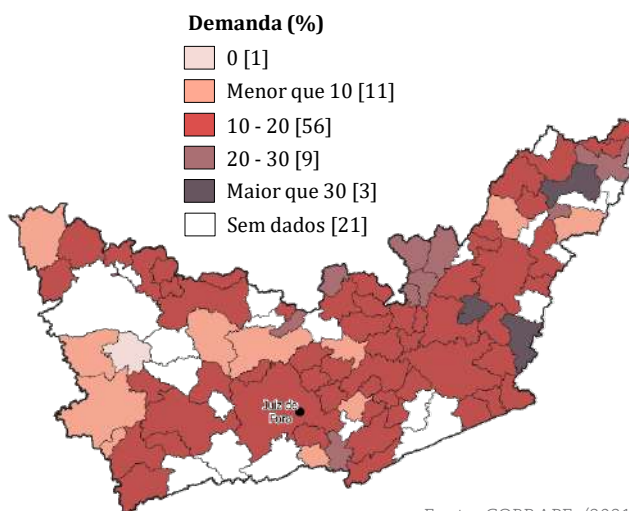 Demanda (%)
0 [1]
Menor que 10 [11]
10 - 20 [56]
20 - 30 [9]
Maior que 30 [3]
Sem dados [21]
Juiz de
Fora